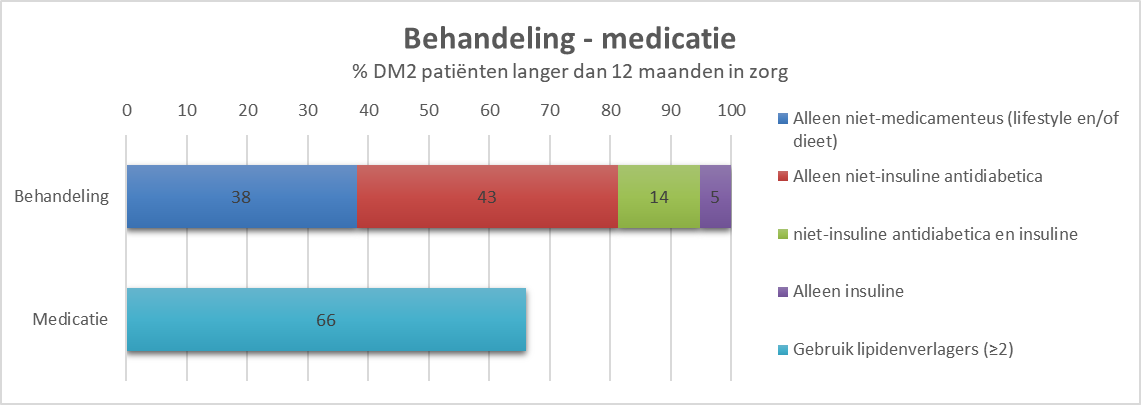 Behandeling - medicatie
% DM2 patiënten langer dan 12 maanden in zorg
0 10 20 30 40 50 60 70 80 90 100
Behandeling 38 43 14 5
Medicatie 66
Alleen niet-medicamenteus (lifestyle en/of
dieet)
Alleen niet-insuline antidiabetica
niet-insuline antidiabetica en insuline
Alleen insuline
Gebruik lipidenverlagers (≥2)